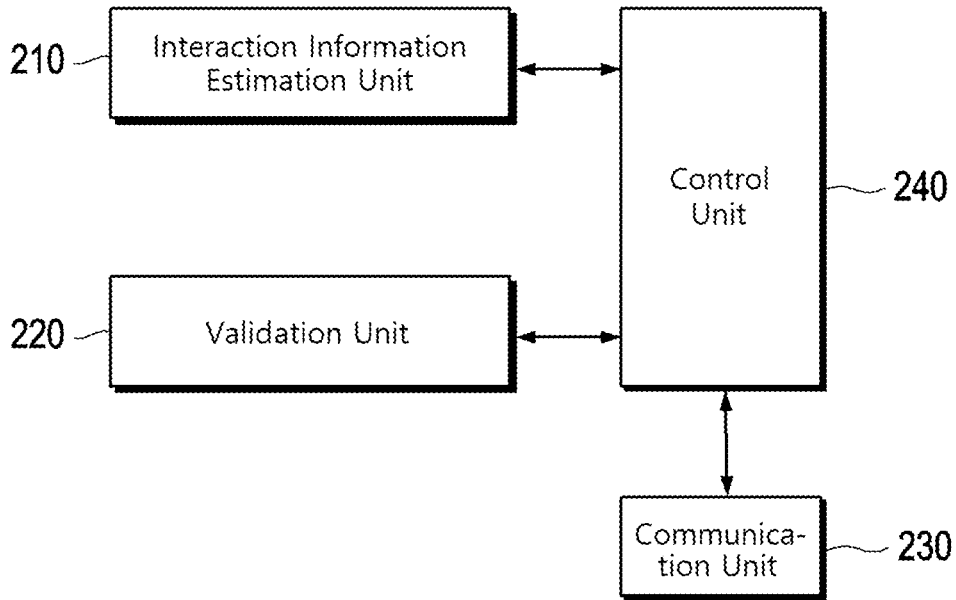 210
Interaction Information
Estimation Unit
Control
Unit
240
220
Validation Unit
Communica-
tion Unit
230